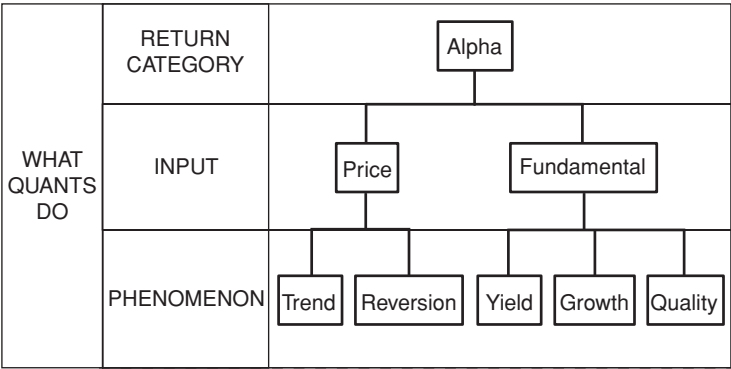 RETURN
CATEGORY
Alpha
WHAT
QUANTS
DO
INPUT
Price
Fundamental
PHENOMENON
Trend
Reversion
Yield
Growth
Quality